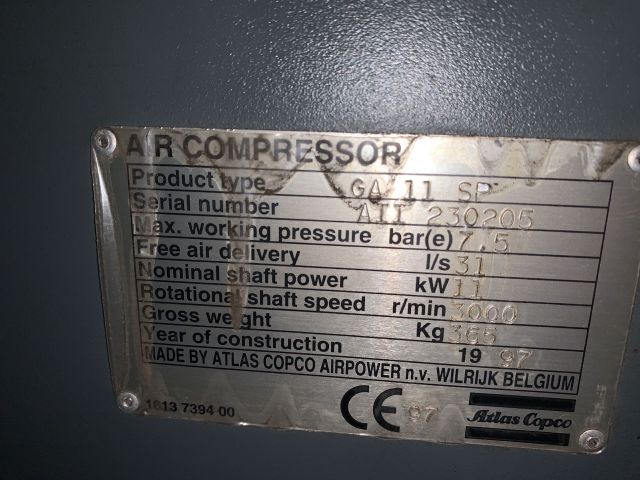 AIR COMPRESSOR
Product type GA 11 SP
Serial number AII 230205
Max. working pressure bar(e) 7.5
Free air delivery l/s 31
Nominal shaft power kW 11
Rotational shaft speed r/min 3000
Gross weight Kg 365
Year of construction 19 97
MADE BY ATLAS COPCO AIRPOWER n.v. WILRIJK BELGIUM
1613 7394 00 CE 97 Atlas Copco